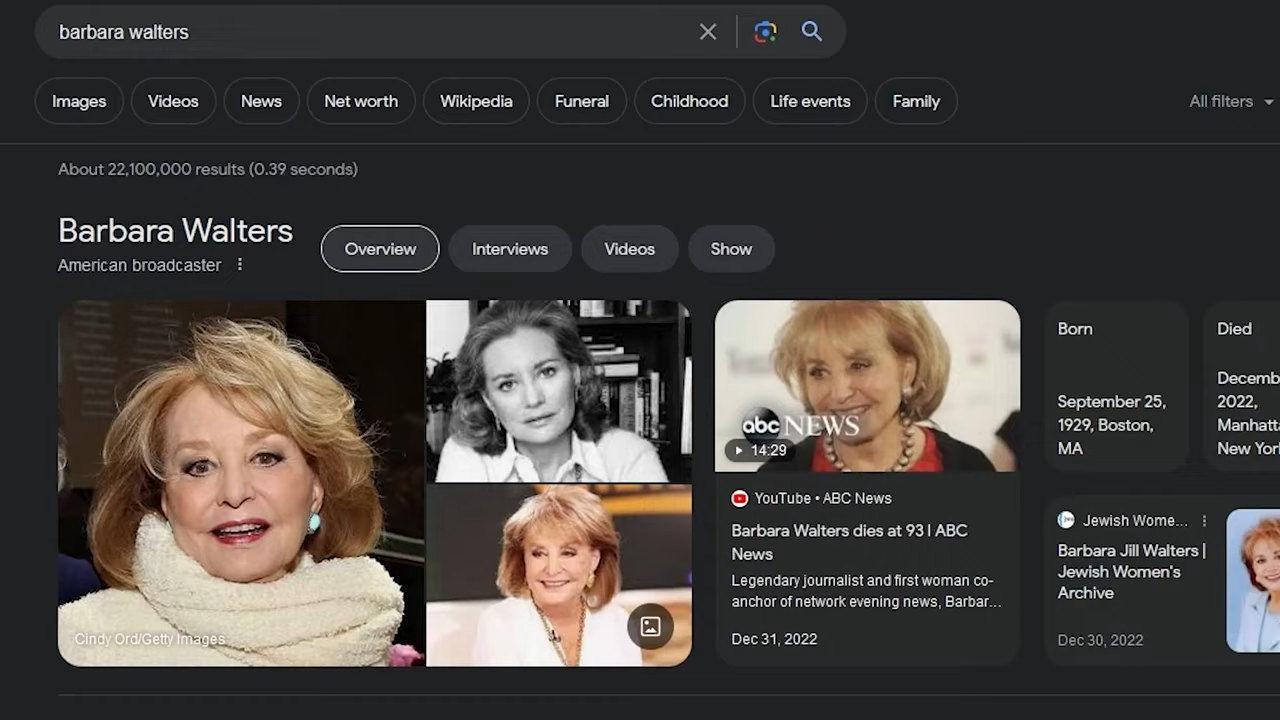 barbara walters
Images
Videos
News
Net worth
Wikipedia
Funeral
Childhood
Life events
Family
All filters
About 22,100,000 results (0.39 seconds)
Barbara Walters
American broadcaster
Overview
Interviews
Videos
Show
Cindy Ord/Getty Images
abc NEWS
14:29
YouTube • ABC News
Barbara Walters dies at 93 l ABC
News
Legendary journalist and first woman co-
anchor of network evening news, Barbar...
Dec 31, 2022
Born
September 25,
1929, Boston,
MA
Died
Decemb
2022,
Manhatta
New Yor
Jewish Wome...
Barbara Jill Walters |
Jewish Women's
Archive
Dec 30, 2022